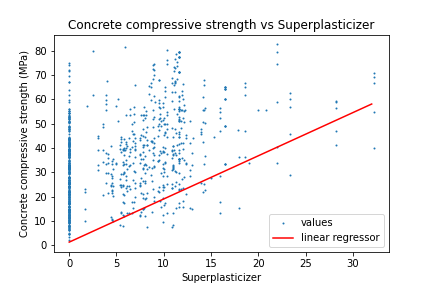 Concrete compressive strength vs Superplasticizer
Concrete compressive strength (MPa)
80
70
60
50
40
30
20
10
0
0 5 10 15 20 25 30
Superplasticizer
values
linear regressor